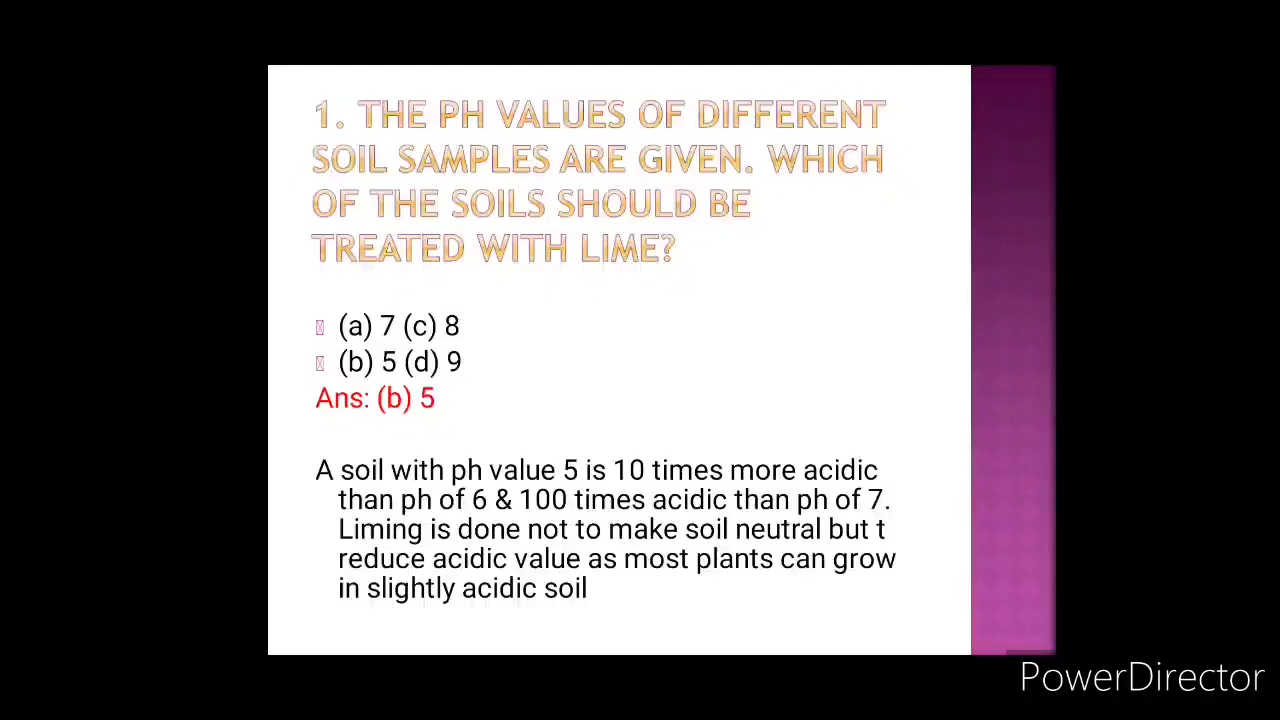 1. THE PH VALUES OF DIFFERENT
SOIL SAMPLES ARE GIVEN. WHICH
OF THE SOILS SHOULD BE
TREATED WITH LIME?
(a) 7 (c) 8
(b) 5 (d) 9
Ans: (b) 5
A soil with ph value 5 is 10 times more acidic
than ph of 6 & 100 times acidic than ph of 7.
Liming is done not to make soil neutral but t
reduce acidic value as most plants can grow
in slightly acidic soil
PowerDirector